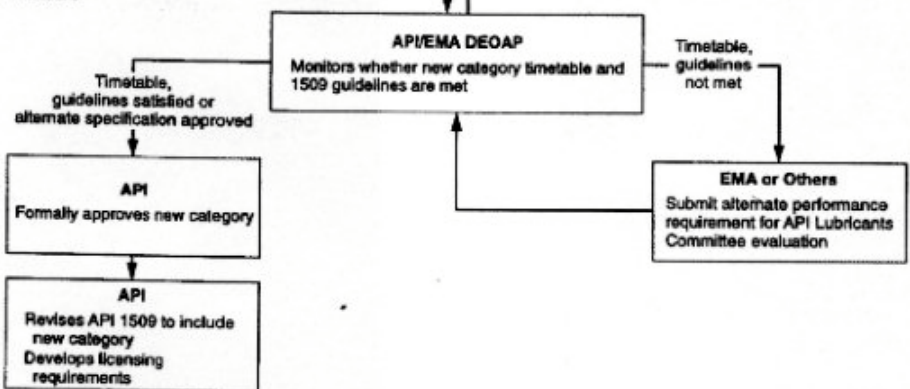 API/EMA DEOAP
Monitors whether new category timetable and
1509 guidelines are met
Timetable,
guidelines
not met
Timetable,
guidelines satisfied or
alternate specification approved
EMA or Others
Submit alternate performance
requirement for API Lubricants
Committee evaluation
API
Formally approves new category
API
Revises API 1509 to include
new category
Develops licensing
requirements